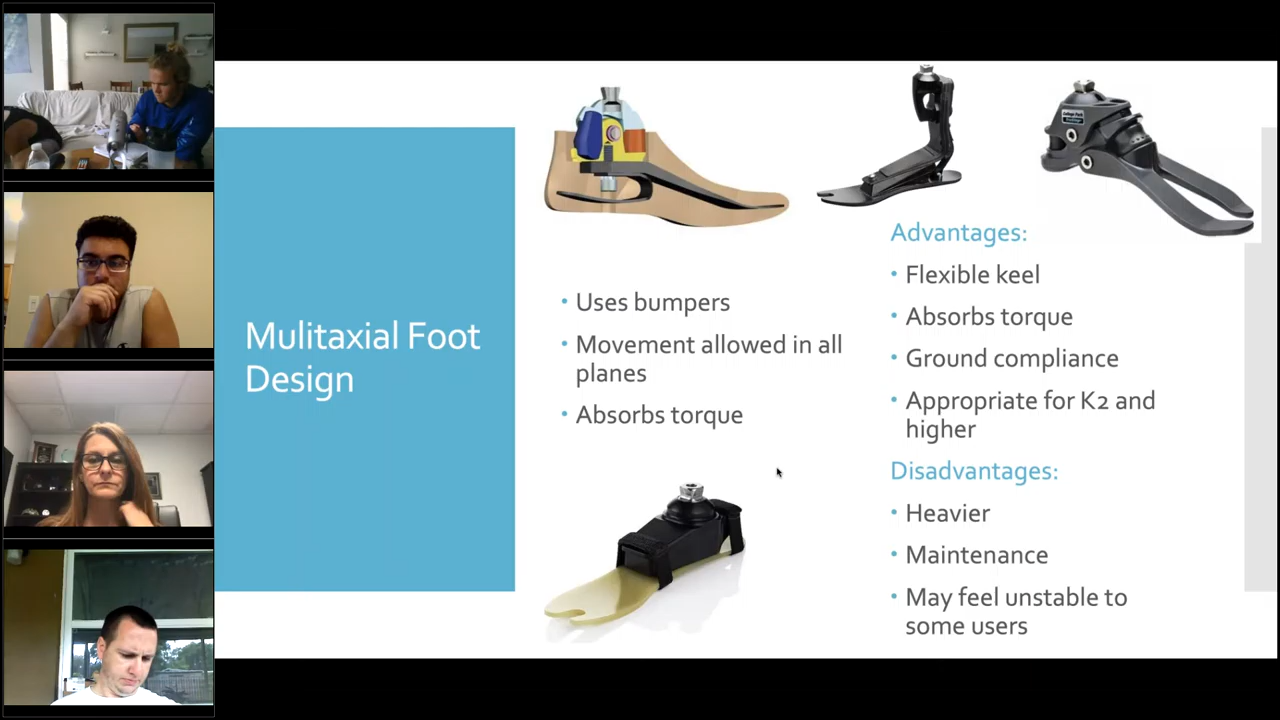 Mulitaxial Foot
Design
• Uses bumpers
• Movement allowed in all
planes
• Absorbs torque
Advantages:
• Flexible keel
• Absorbs torque
• Ground compliance
• Appropriate for K2 and
higher
Disadvantages:
• Heavier
• Maintenance
• May feel unstable to
some users